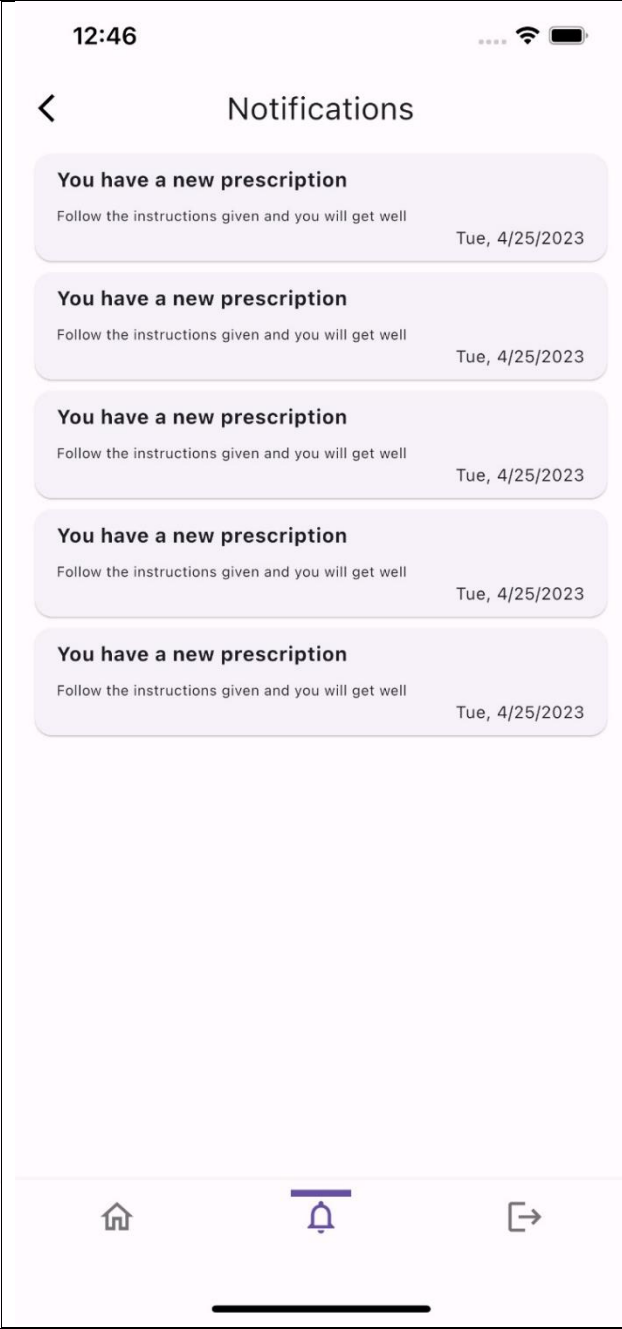 12:46
Notifications
You have a new prescription
Follow the instructions given and you will get well
Tue, 4/25/2023
You have a new prescription
Follow the instructions given and you will get well
Tue, 4/25/2023
You have a new prescription
Follow the instructions given and you will get well
Tue, 4/25/2023
You have a new prescription
Follow the instructions given and you will get well
Tue, 4/25/2023
You have a new prescription
Follow the instructions given and you will get well
Tue, 4/25/2023